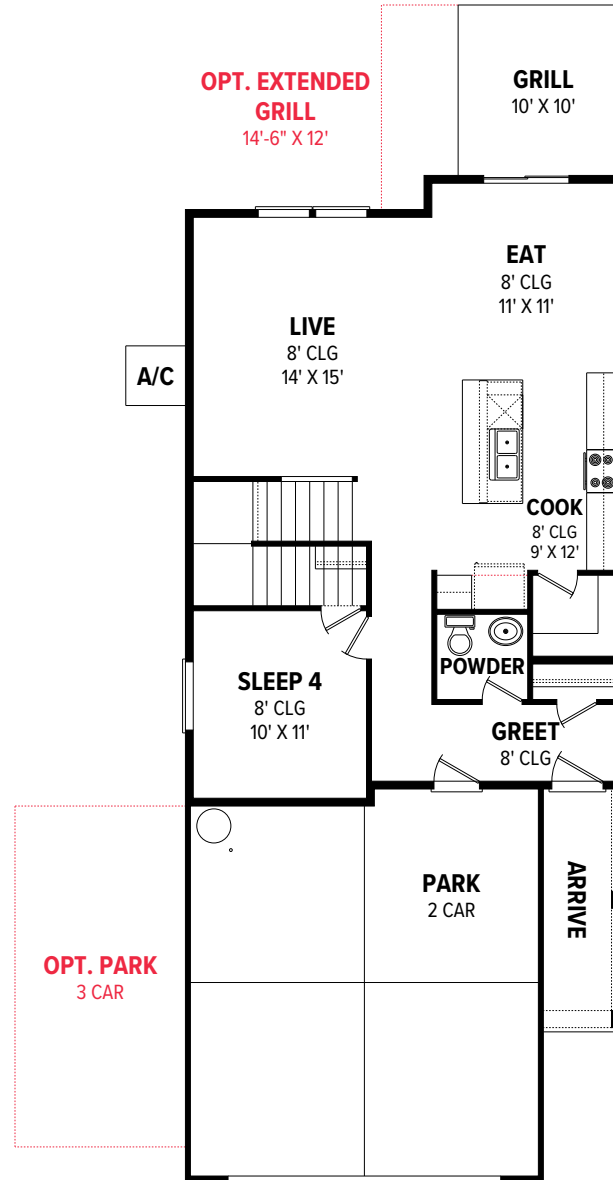 OPT. EXTENDED
GRILL
14'-6" X 12'
GRILL
10' X 10'
EAT
8' CLG
11' X 11'
LIVE
8' CLG
14' X 15'
A/C
COOK
8' CLG
9' X 12'
POWDER
SLEEP 4
8' CLG
10' X 11'
GREET
8' CLG
PARK
2 CAR
ARRIVE
OPT. PARK
3 CAR